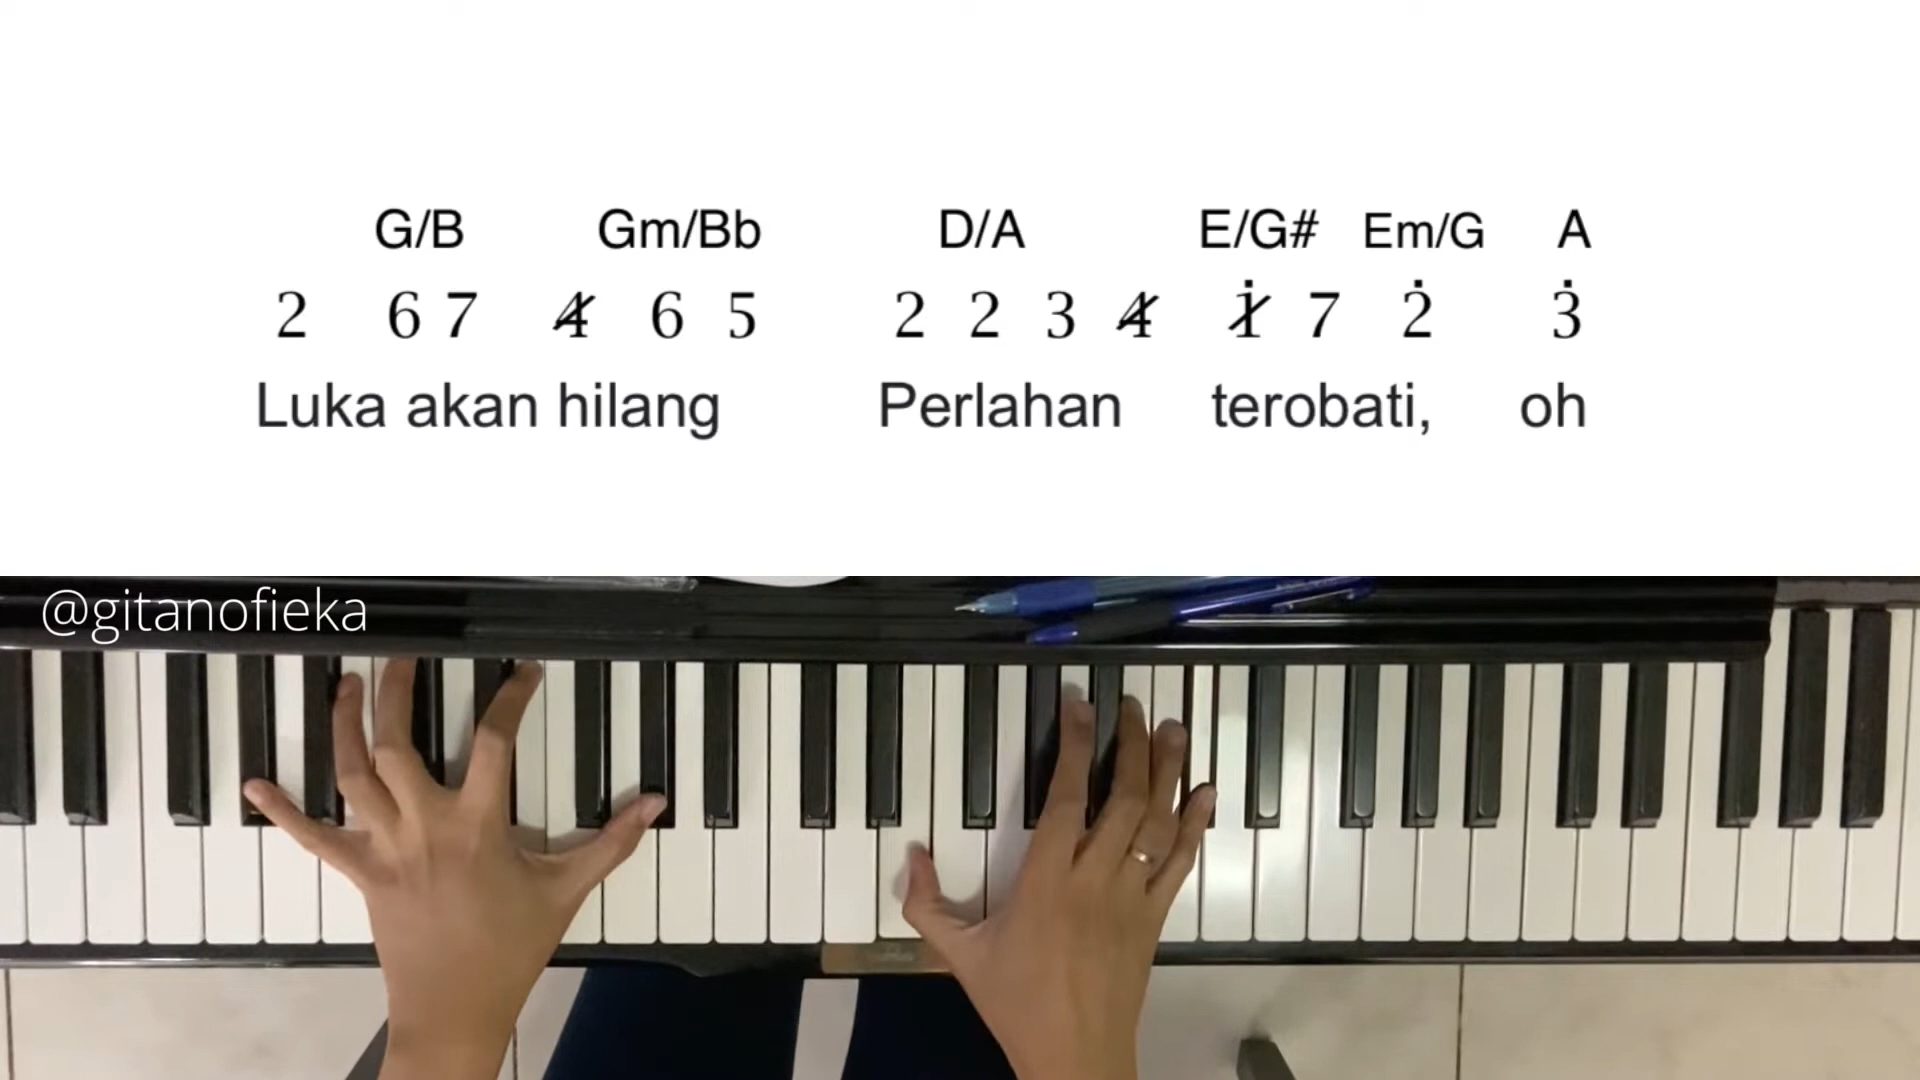 G/B Gm/Bb D/A E/G# Em/G A
2 6 7 4̸ 6 5 2 2 3 4̸ 1̸̇ 7 2̇ 3̇
Luka akan hilang Perlahan terobati, oh
@gitanofieka